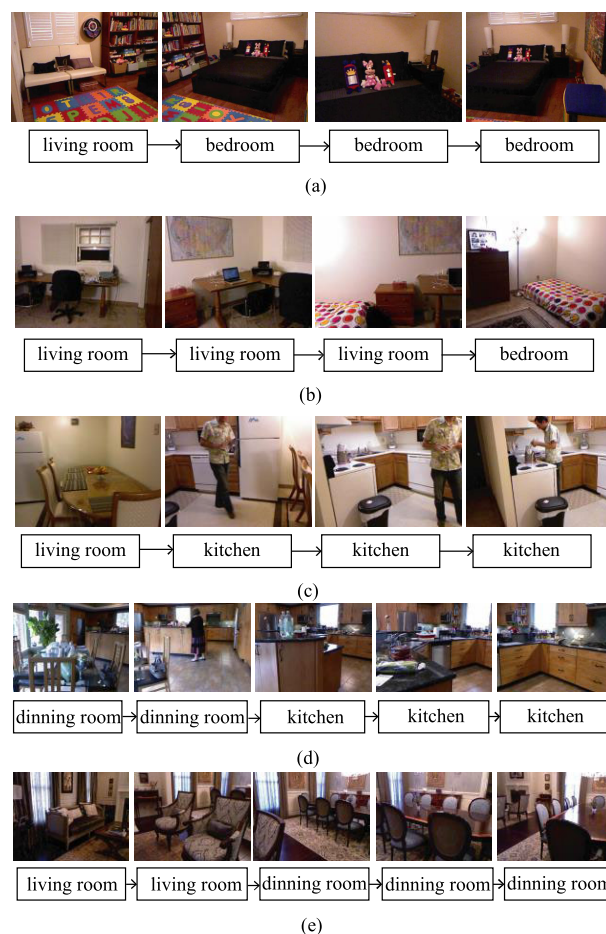 living room bedroom bedroom bedroom
(a)
living room living room living room bedroom
(b)
living room kitchen kitchen kitchen
(c)
dinning room dinning room kitchen kitchen kitchen
(d)
living room living room dinning room dinning room dinning room
(e)